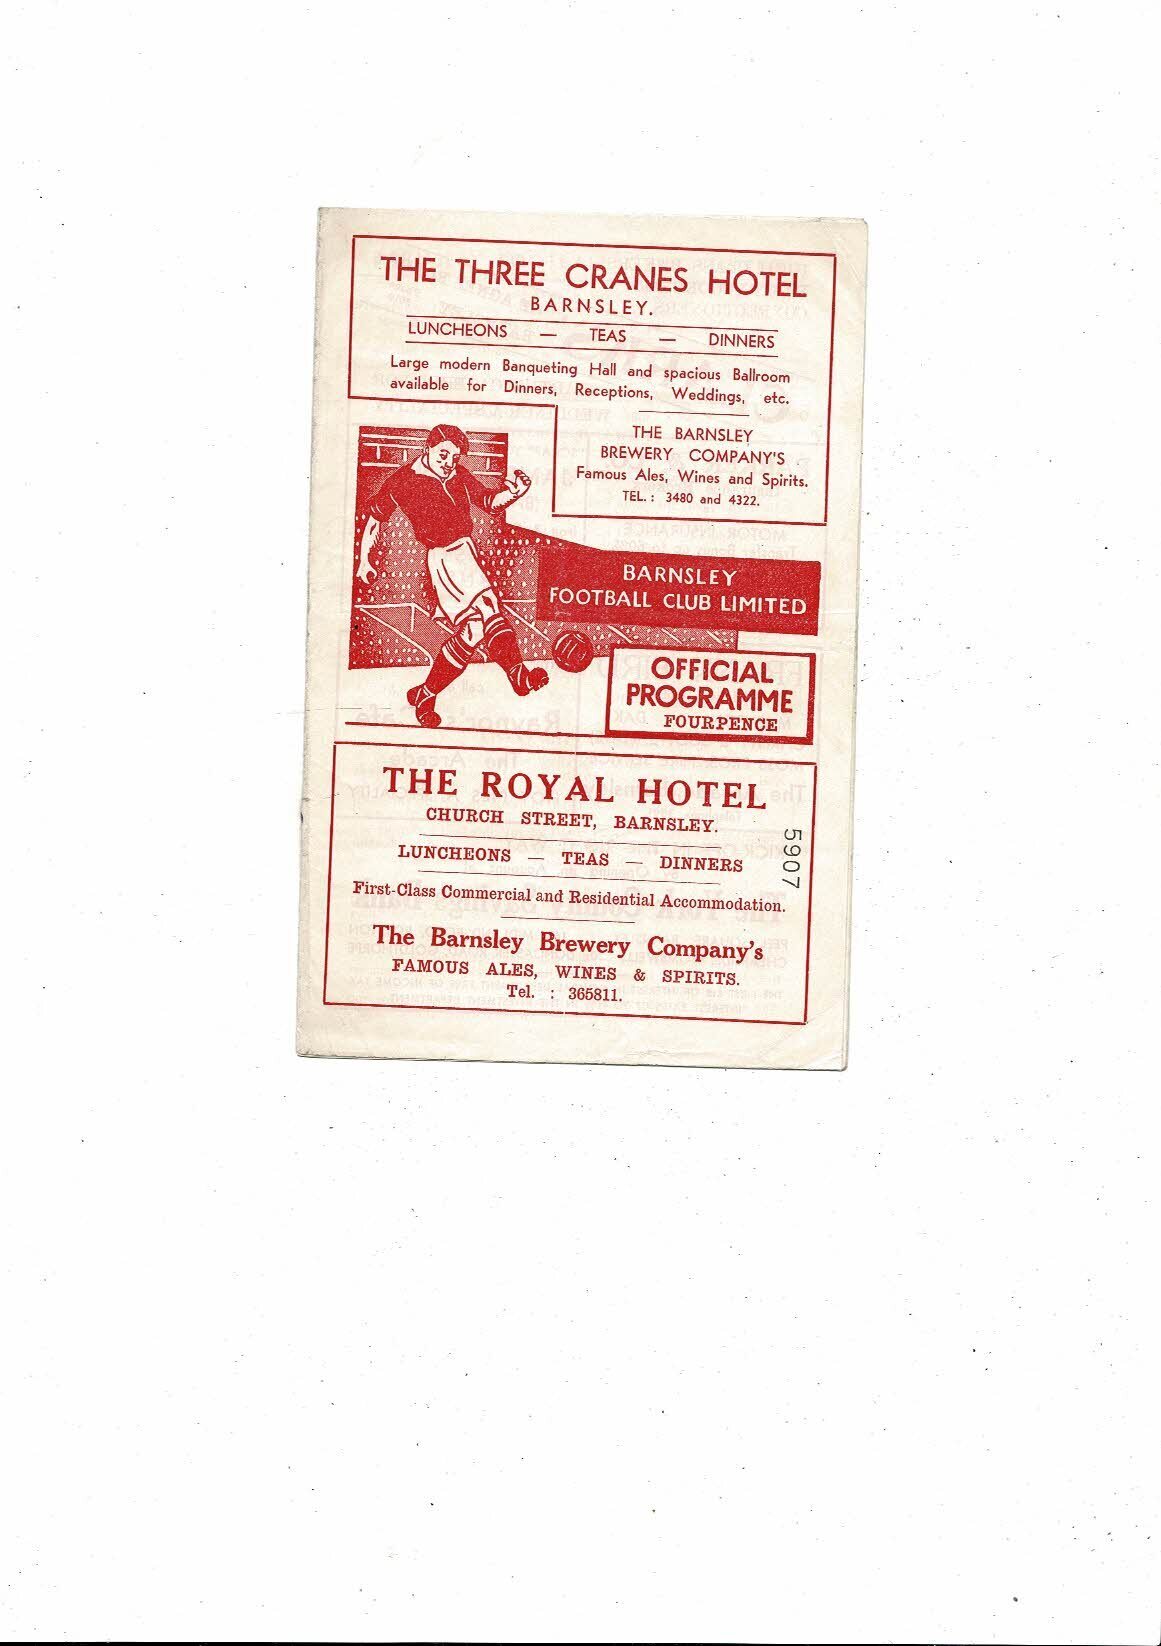 THE THREE CRANES HOTEL
BARNSLEY.
LUNCHEONS — TEAS — DINNERS
Large modern Banqueting Hall and spacious Ballroom
available for Dinners, Receptions, Weddings, etc.
THE BARNSLEY
BREWERY COMPANY'S
Famous Ales, Wines and Spirits.
TEL. : 3480 and 4322.
BARNSLEY
FOOTBALL CLUB LIMITED
OFFICIAL
PROGRAMME
FOURPENCE
THE ROYAL HOTEL
CHURCH STREET, BARNSLEY.
LUNCHEONS — TEAS — DINNERS
First-Class Commercial and Residential Accommodation.
The Barnsley Brewery Company's
FAMOUS ALES, WINES & SPIRITS.
Tel. : 365811.
5907